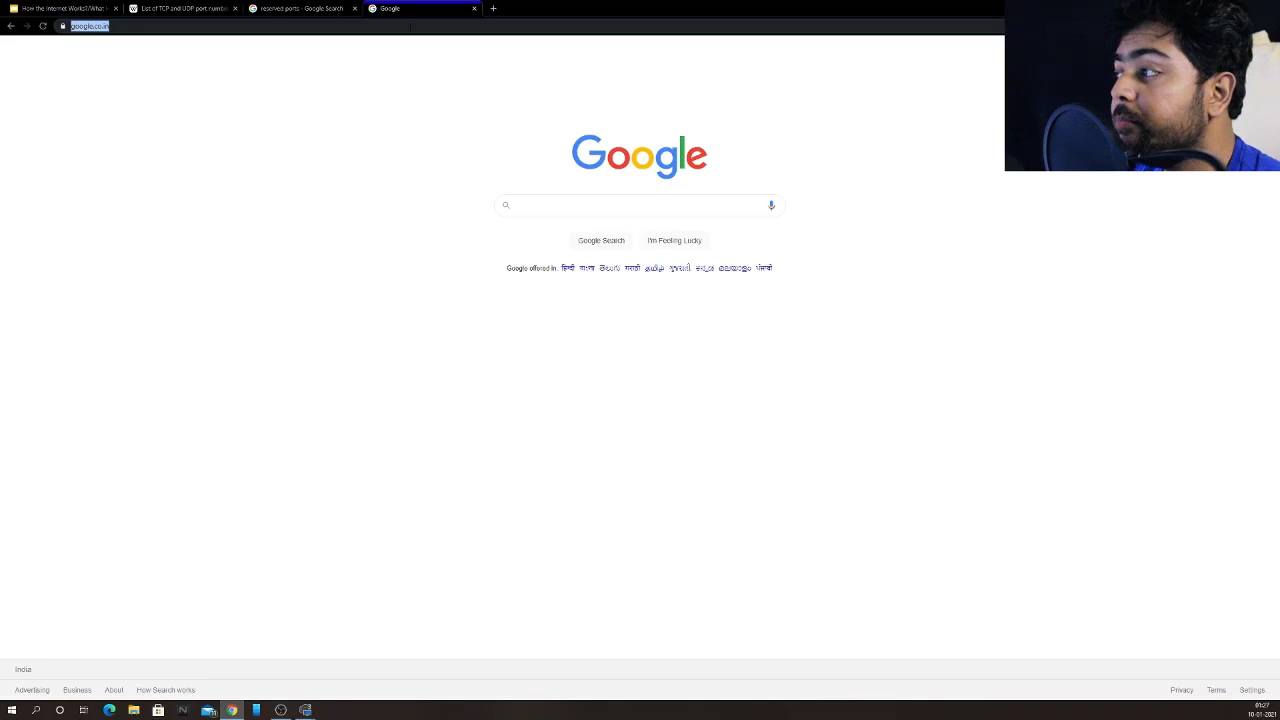 How the Internet Works?/What i
List of TCP and UDP port numbe
reserved ports - Google Search
Google
google.co.in
Google
Google Search
I'm Feeling Lucky
Google offered in: हिन्दी বাংলা తెలుగు मराठी தமிழ் ગુજરાતી ಕನ್ನಡ മലയാളം ਪੰਜਾਬੀ
India
Advertising Business About How Search works
Privacy Terms Settings
01:27
10-01-2021